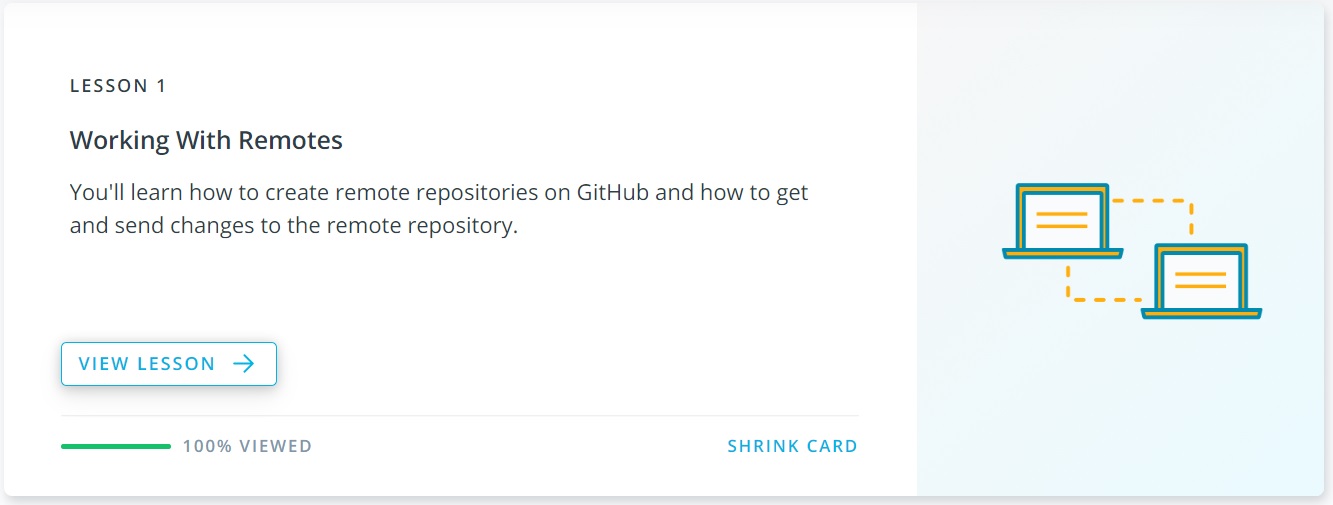 LESSON 1
Working With Remotes
You'll learn how to create remote repositories on GitHub and how to get
and send changes to the remote repository.
VIEW LESSON
100% VIEWED
SHRINK CARD